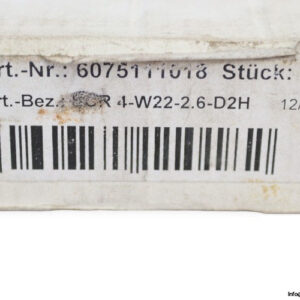 rt.-Nr.: 6075111018 Stück:
rt.-Bez.: 4-W22-2.6-D2H 12/